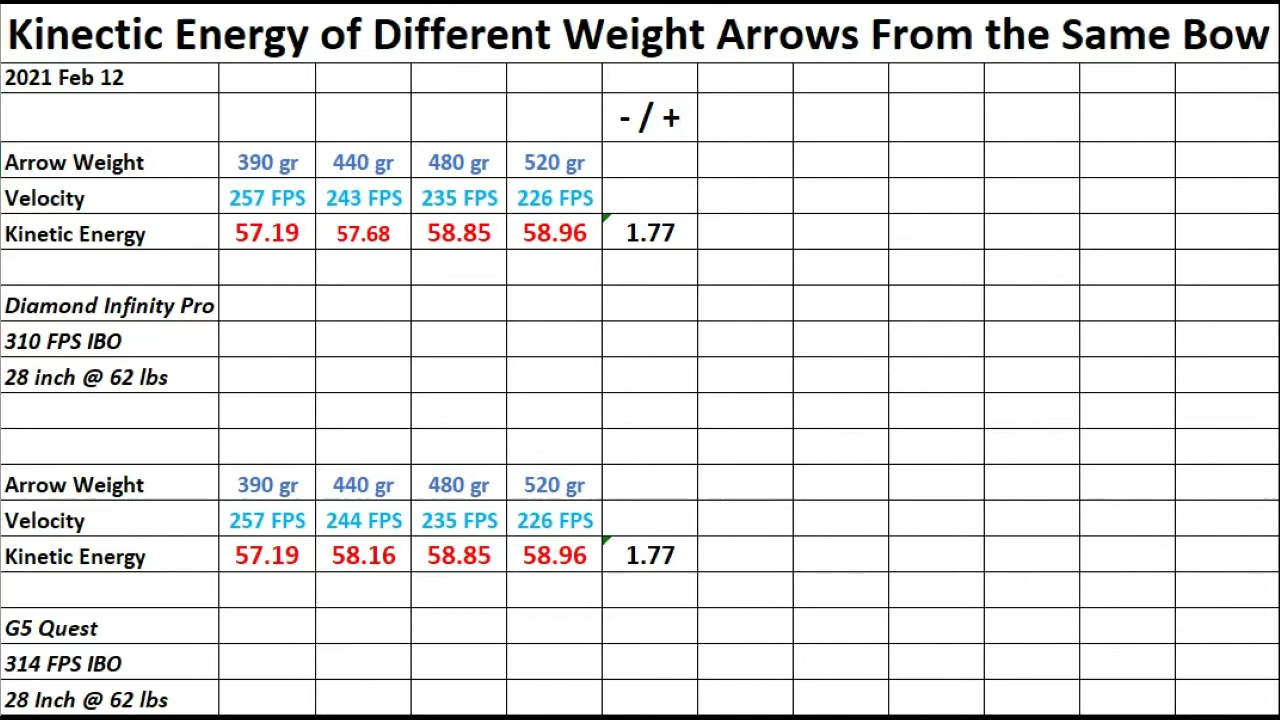 Kinectic Energy of Different Weight Arrows From the Same Bow
2021 Feb 12
- / +
Arrow Weight 390 gr 440 gr 480 gr 520 gr
Velocity 257 FPS 243 FPS 235 FPS 226 FPS
Kinetic Energy 57.19 57.68 58.85 58.96 1.77
Diamond Infinity Pro
310 FPS IBO
28 inch @ 62 lbs
Arrow Weight 390 gr 440 gr 480 gr 520 gr
Velocity 257 FPS 244 FPS 235 FPS 226 FPS
Kinetic Energy 57.19 58.16 58.85 58.96 1.77
G5 Quest
314 FPS IBO
28 Inch @ 62 lbs